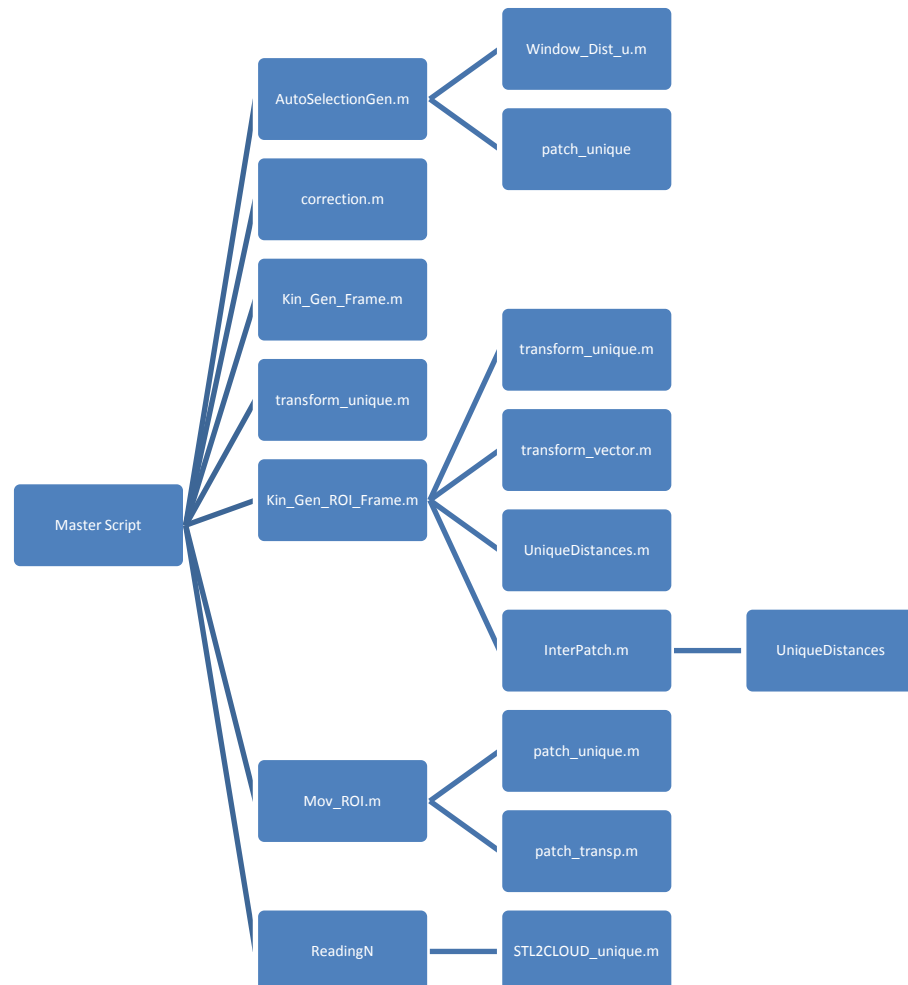 Window_Dist_u.m
AutoSelectionGen.m
patch_unique
correction.m
Kin_Gen_Frame.m
transform_unique.m
transform_unique.m
transform_vector.m
Kin_Gen_ROI_Frame.m
Master Script
UniqueDistances.m
InterPatch.m
UniqueDistances
patch_unique.m
Mov_ROI.m
patch_transp.m
ReadingN
STL2CLOUD_unique.m